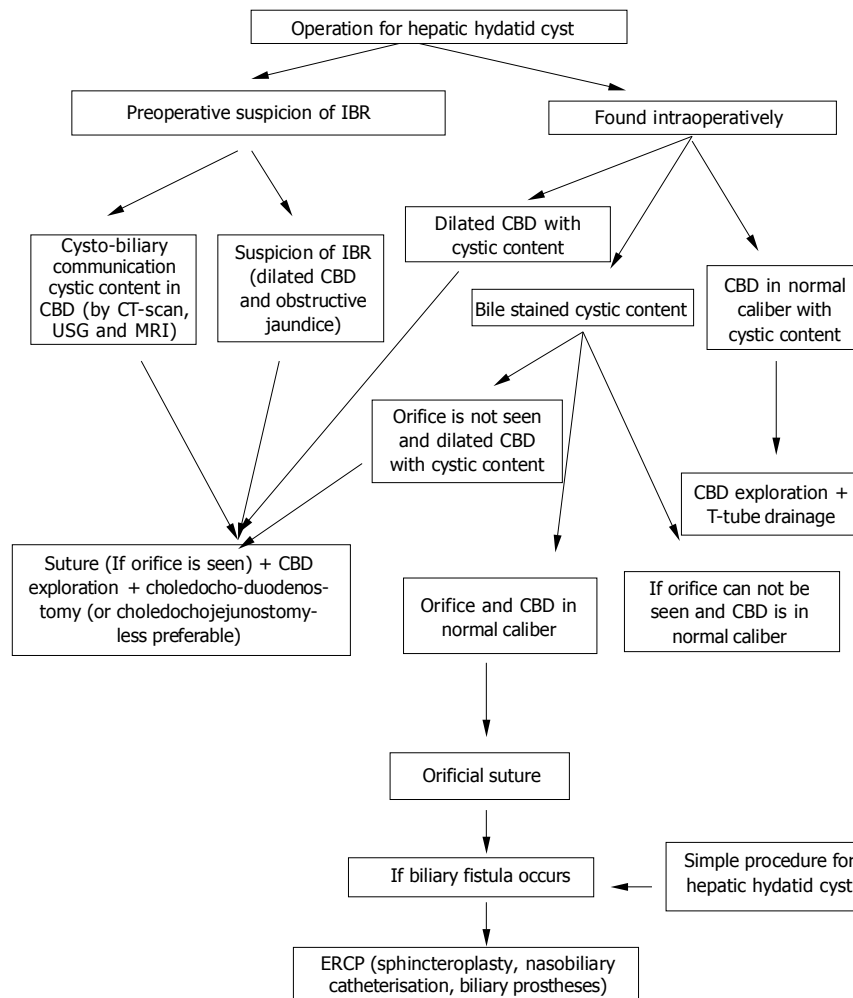 Operation for hepatic hydatid cyst
Preoperative suspicion of IBR
Found intraoperatively
Cysto-biliary
communication
cystic content in
CBD (by CT-scan,
USG and MRI)
Suspicion of IBR
(dilated CBD
and obstructive
jaundice)
Dilated CBD with
cystic content
Bile stained cystic content
CBD in normal
caliber with
cystic content
Orifice is not seen
and dilated CBD
with cystic content
CBD exploration +
T-tube drainage
Suture (If orifice is seen) + CBD
exploration + choledocho-duodenos-
tomy (or choledochojejunostomy-
less preferable)
Orifice and CBD in
normal caliber
If orifice can not be
seen and CBD is in
normal caliber
Orificial suture
If biliary fistula occurs
Simple procedure for
hepatic hydatid cyst
ERCP (sphincteroplasty, nasobiliary
catheterisation, biliary prostheses)